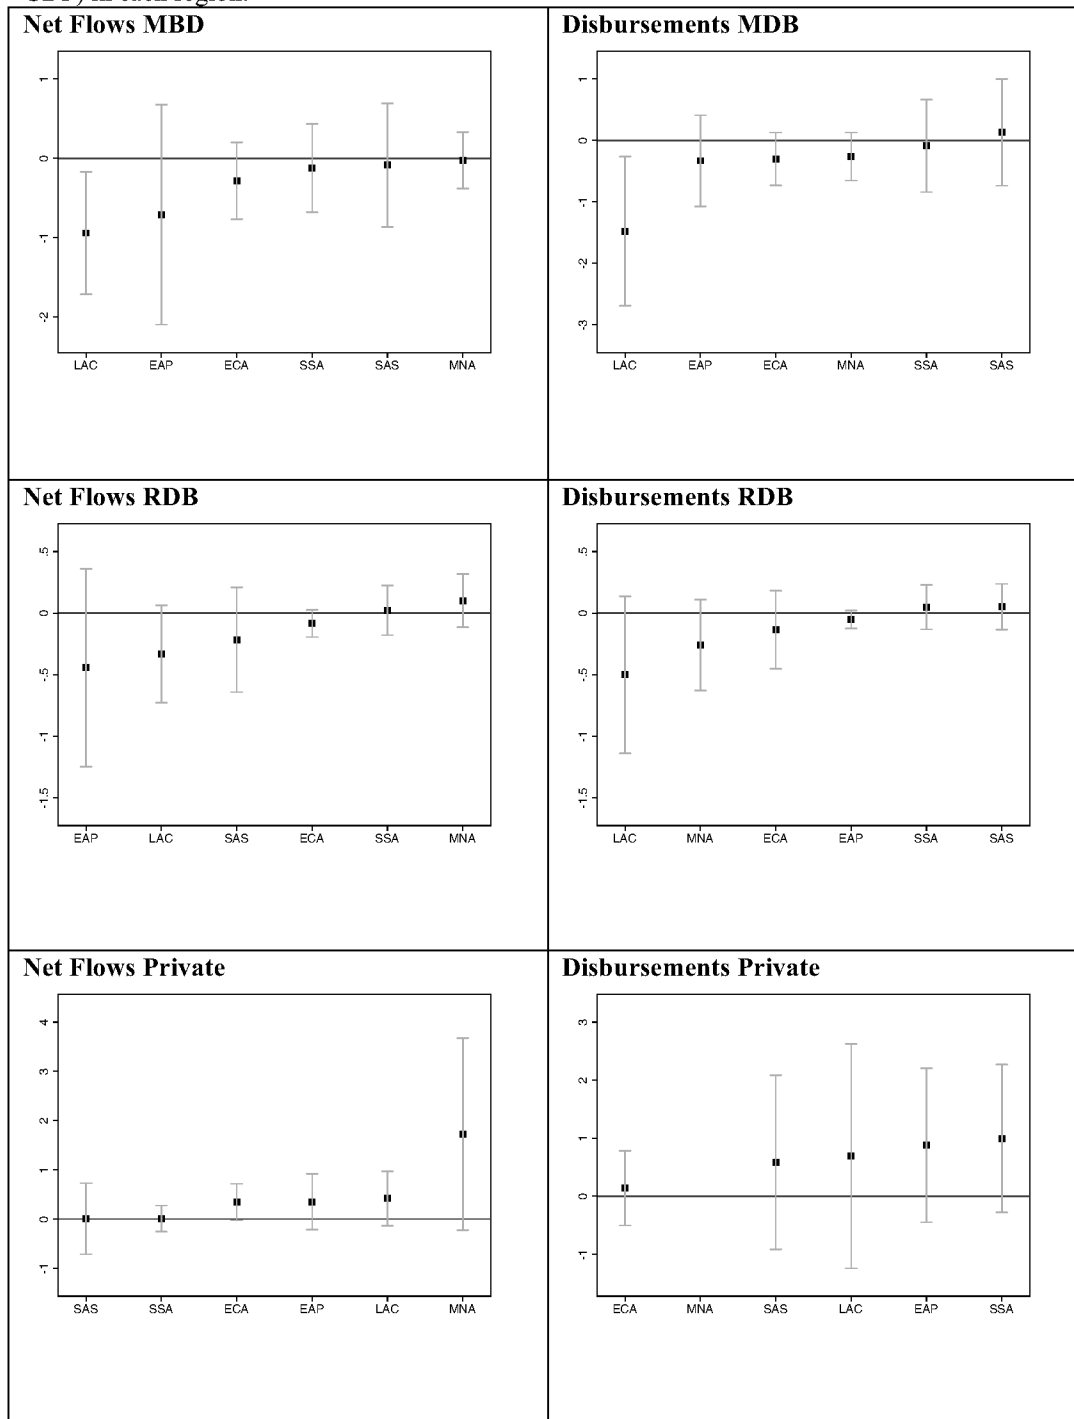 in each region.
Net Flows MBD
1
0
-1
-2
LAC EAP ECA SSA SAS MNA
Disbursements MDB
1
0
-1
-2
-3
LAC EAP ECA MNA SSA SAS
Net Flows RDB
.5
0
-.5
-1
-1.5
EAP LAC SAS ECA SSA MNA
Disbursements RDB
.5
0
-.5
-1
-1.5
LAC MNA ECA EAP SSA SAS
Net Flows Private
4
3
2
1
0
-1
SAS SSA ECA EAP LAC MNA
Disbursements Private
3
2
1
0
-1
ECA MNA SAS LAC EAP SSA